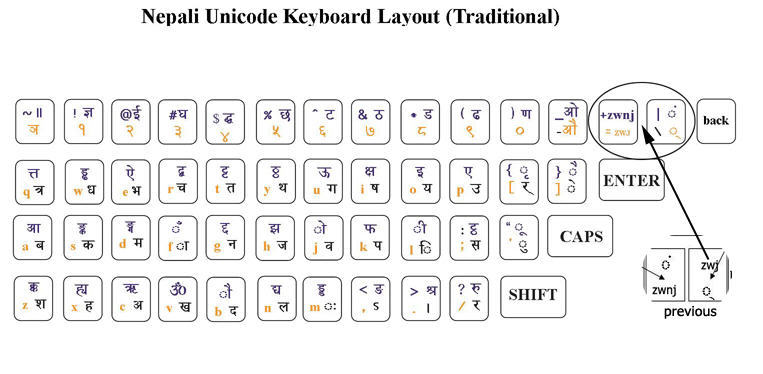 Nepali Unicode Keyboard Layout (Traditional)
~ ॥ ! ज्ञ @ ई # घ $ द्ध % छ ^ ट & ठ * ड ( ढ ) ण _ ओ +zwnj | ं back
ञ १ २ ३ ४ ५ ६ ७ ८ ९ ० - औ = zwj \ ्
त्त ड्ढ ऐ द्व ट्ट ठ्ठ ऊ क्ष इ ए { ृ } ै ENTER
q त्र w ध e भ r च t त y थ u ग i ष o य p उ [ र् ] े
आ ङ्क ङ्ग ँ द्द झ ो फ ी : ट्ठ " ू CAPS
a ब s क d म f ा g न h ज j व k प l ि ; स ' ु
क्क ह्य ऋ ॐ ौ द्य ड्ड < ङ > श्र ? रु SHIFT
z श x ह c अ v ख b द n ल m ः , ऽ . । / र
ं zwj
zwnj ्
previous